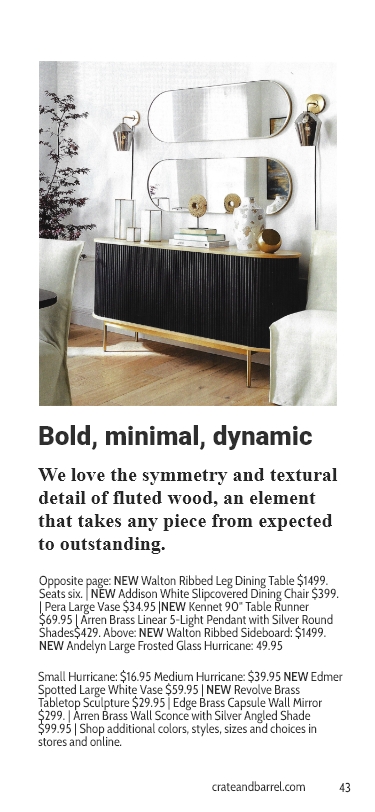 Bold, minimal, dynamic
We love the symmetry and textural
detail of fluted wood, an element
that takes any piece from expected
to outstanding.
Opposite page: NEW Walton Ribbed Leg Dining Table $1499.
Seats six. | NEW Addison White Slipcovered Dining Chair $399.
| Pera Large Vase $34.95 |NEW Kennet 90" Table Runner
$69.95 | Arren Brass Linear 5-Light Pendant with Silver Round
Shades$429. Above: NEW Walton Ribbed Sideboard: $1499.
NEW Andelyn Large Frosted Glass Hurricane: 49.95
Small Hurricane: $16.95 Medium Hurricane: $39.95 NEW Edmer
Spotted Large White Vase $59.95 | NEW Revolve Brass
Tabletop Sculpture $29.95 | Edge Brass Capsule Wall Mirror
$299. | Arren Brass Wall Sconce with Silver Angled Shade
$99.95 | Shop additional colors, styles, sizes and choices in
stores and online.
crateandbarrel.com 43